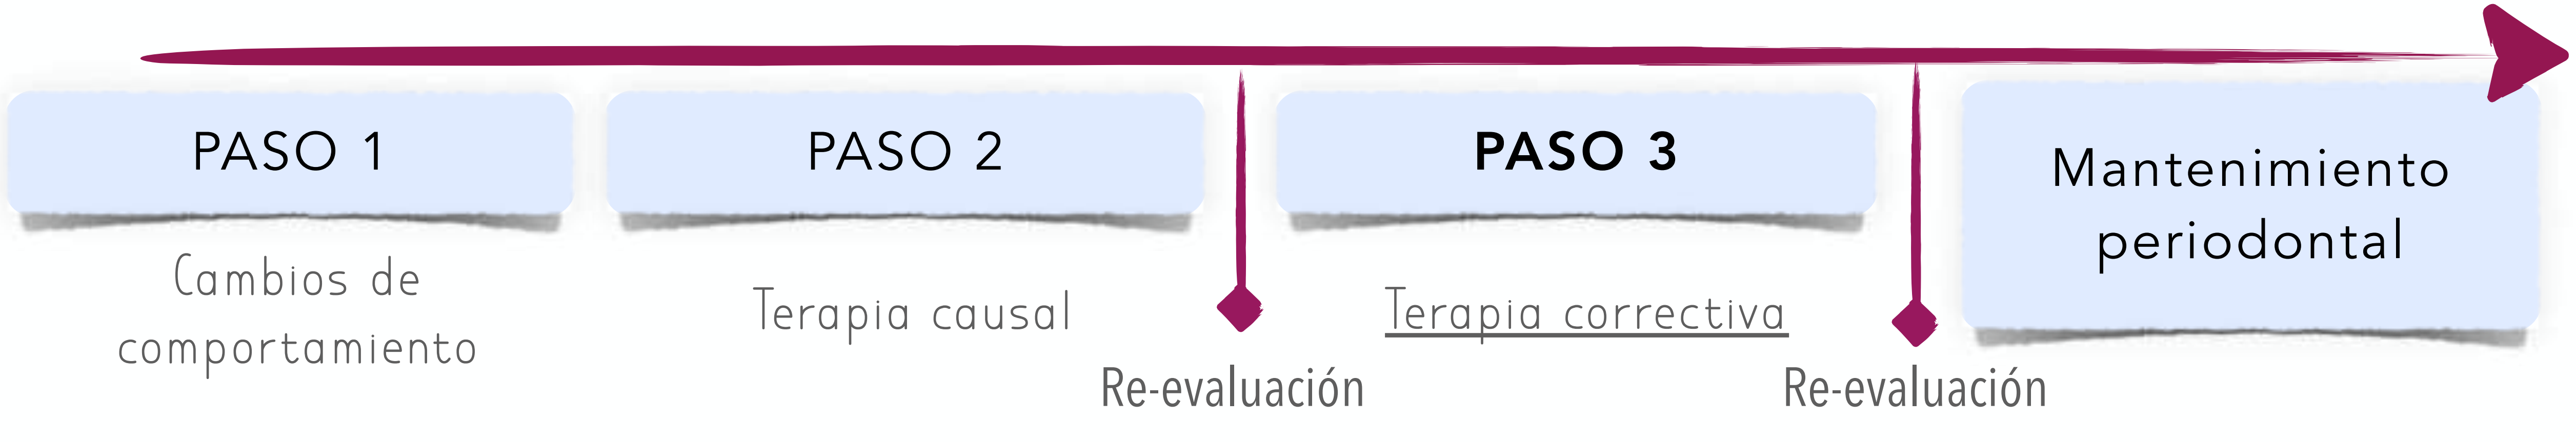 PASO 1
Cambios de
comportamiento
PASO 2
Terapia causal
Re-evaluación
PASO 3
Terapia correctiva
Re-evaluación
Mantenimiento
periodontal